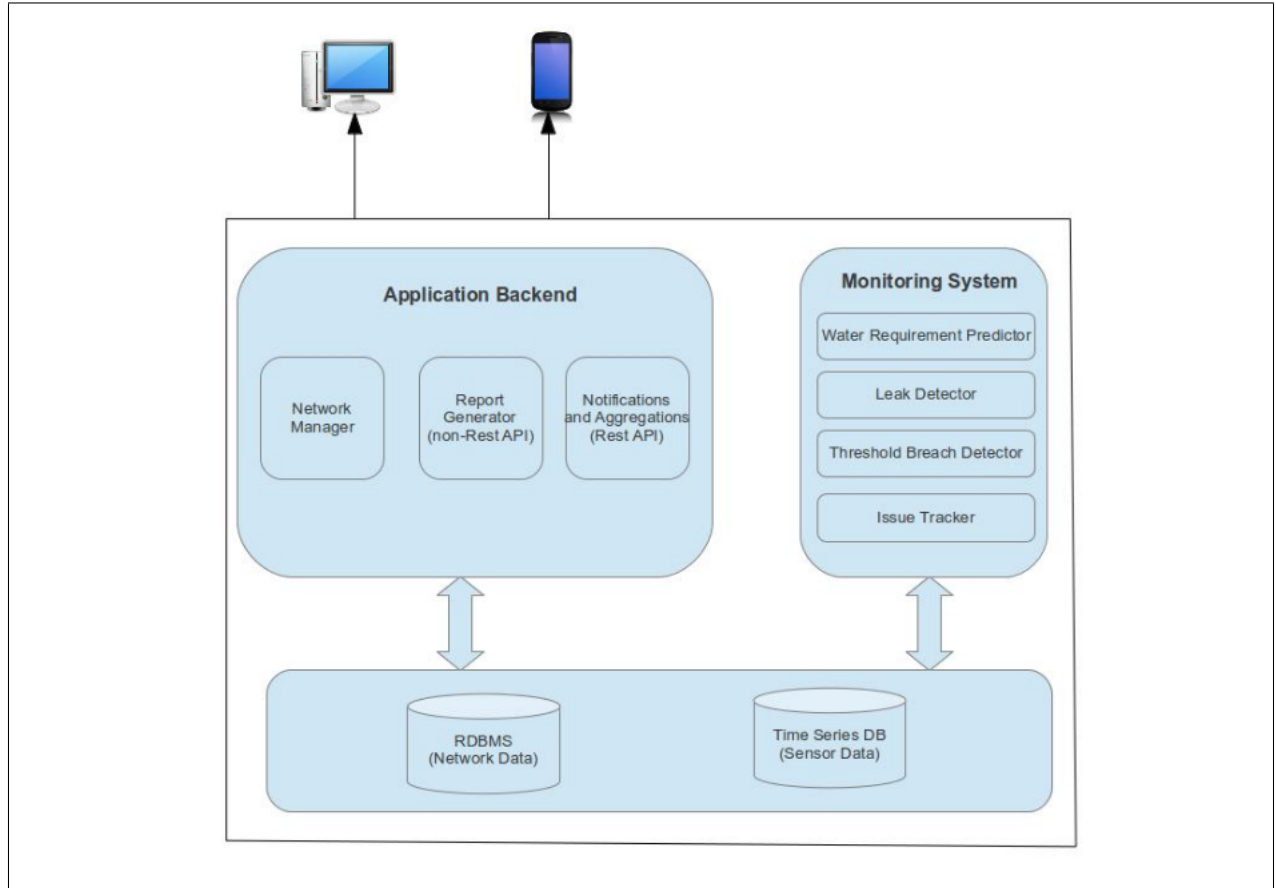 Application Backend
Network
Manager
Report
Generator
(non-Rest API)
Notifications
and Aggregations
(Rest API)
Monitoring System
Water Requirement Predictor
Leak Detector
Threshold Breach Detector
Issue Tracker
RDBMS
(Network Data)
Time Series DB
(Sensor Data)